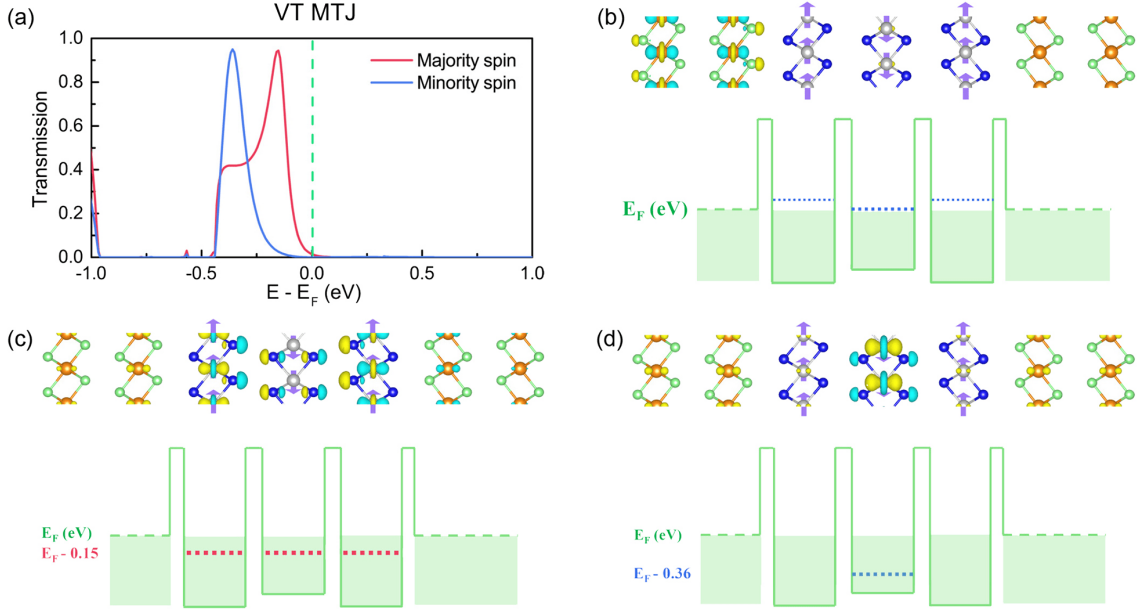 (a)
VT MTJ
Majority spin
Minority spin
Transmission
1.0
0.8
0.6
0.4
0.2
0.0
-1.0
-0.5
0.0
0.5
1.0
E - E_F (eV)
(b)
E_F (eV)
(c)
E_F (eV)
E_F - 0.15
(d)
E_F (eV)
E_F - 0.36